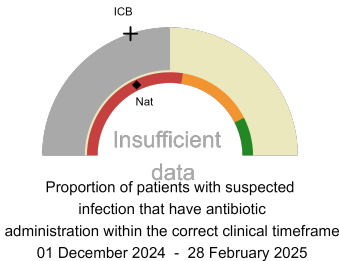 ICB
Nat
Insufficient
data
Proportion of patients with suspected
infection that have antibiotic
administration within the correct clinical timeframe
01 December 2024 - 28 February 2025